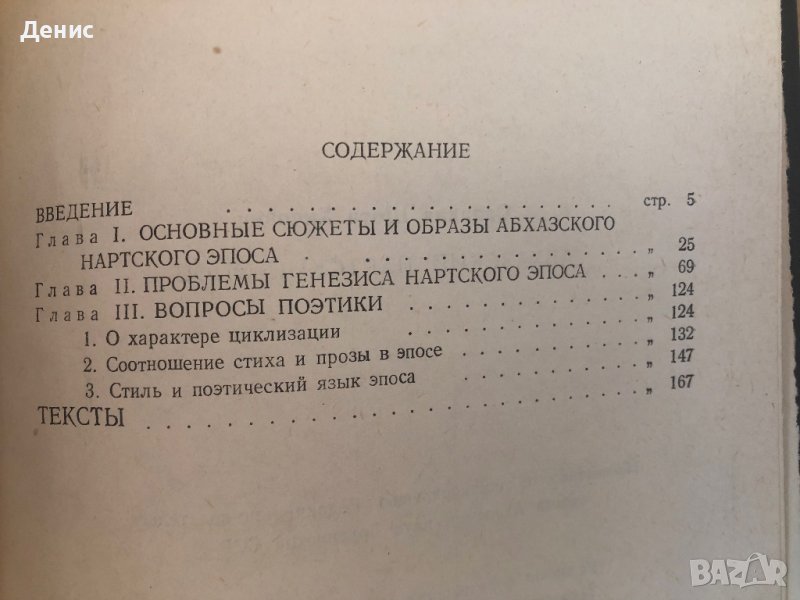 Денис
СОДЕРЖАНИЕ
ВВЕДЕНИЕ . . . . . . . . . . . . . . . . . . . . стр. 5
Глава I. ОСНОВНЫЕ СЮЖЕТЫ И ОБРАЗЫ АБХАЗСКОГО
НАРТСКОГО ЭПОСА . . . . . . . . . . . . . . „ 25
Глава II. ПРОБЛЕМЫ ГЕНЕЗИСА НАРТСКОГО ЭПОСА . . . „ 69
Глава III. ВОПРОСЫ ПОЭТИКИ . . . . . . . . . . . „ 124
1. О характере циклизации . . . . . . . . . . . „ 124
2. Соотношение стиха и прозы в эпосе . . . . . . . . „ 132
3. Стиль и поэтический язык эпоса . . . . . . . . „ 147
ТЕКСТЫ . . . . . . . . . . . . . . . . . . . . „ 167
BAZAR